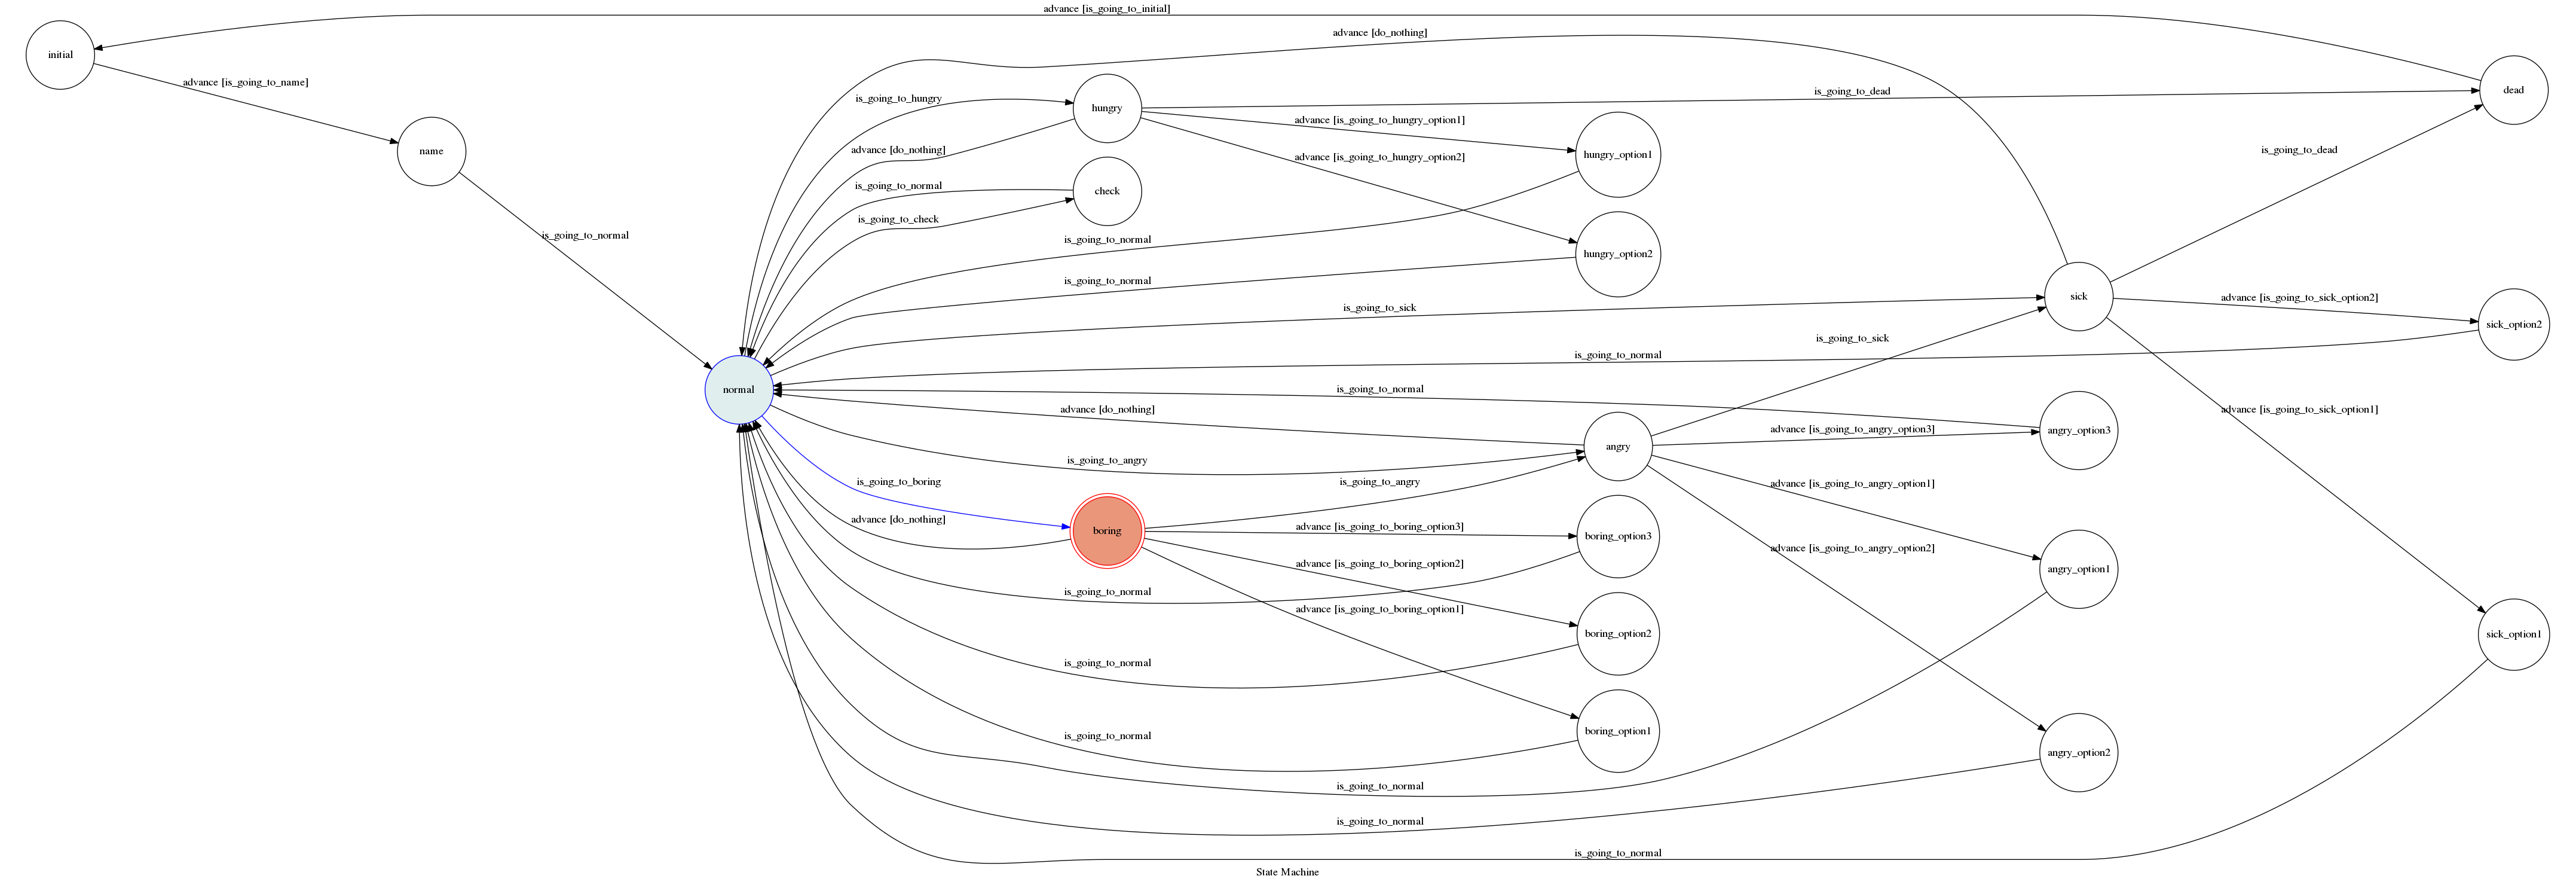 advance [is_going_to_initial]
advance [do_nothing]
initial
advance [is_going_to_name]
name
is_going_to_normal
is_going_to_hungry
hungry
is_going_to_dead
dead
advance [do_nothing]
advance [is_going_to_hungry_option1]
hungry_option1
advance [is_going_to_hungry_option2]
is_going_to_dead
is_going_to_normal
check
is_going_to_check
is_going_to_normal
hungry_option2
is_going_to_normal
is_going_to_sick
sick
advance [is_going_to_sick_option2]
sick_option2
is_going_to_sick
is_going_to_normal
normal
is_going_to_normal
advance [do_nothing]
advance [is_going_to_sick_option1]
angry
advance [is_going_to_angry_option3]
angry_option3
is_going_to_angry
is_going_to_boring
is_going_to_angry
advance [is_going_to_angry_option1]
advance [do_nothing]
boring
advance [is_going_to_boring_option3]
boring_option3
advance [is_going_to_angry_option2]
advance [is_going_to_boring_option2]
angry_option1
is_going_to_normal
advance [is_going_to_boring_option1]
boring_option2
sick_option1
is_going_to_normal
is_going_to_normal
boring_option1
angry_option2
is_going_to_normal
is_going_to_normal
is_going_to_normal
State Machine